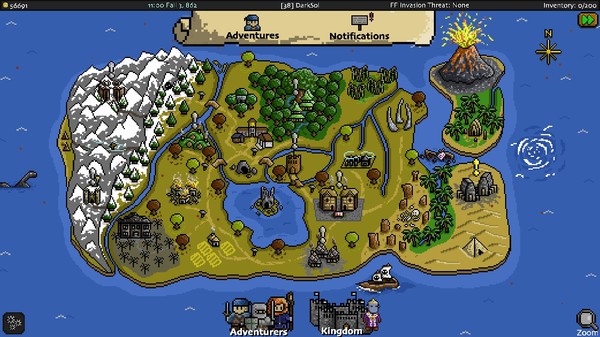 56691
11:00 Fall 1, 862
[38] DarkSol
FF Invasion Threat: None
Inventory: 0/200
Adventures
Notifications
Adventurers
Kingdom
Zoom